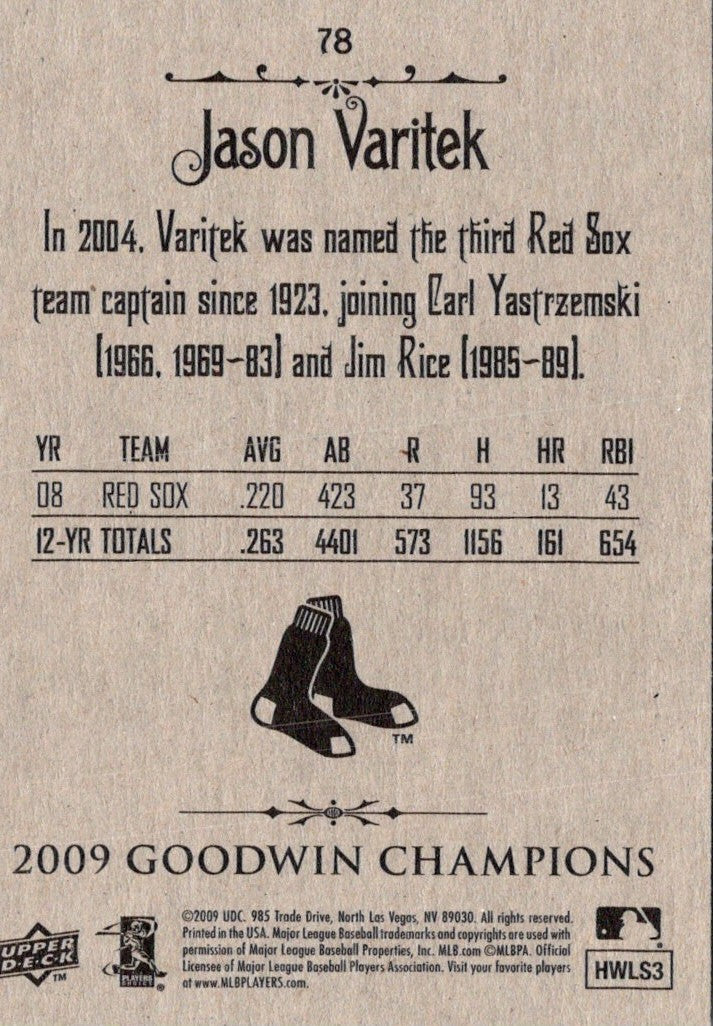 78
Jason Varitek
In 2004, Varitek was named the third Red Sox
team captain since 1923, joining Carl Yastrzemski
(1966, 1969-83) and Jim Rice (1985-89).
YR TEAM AVG AB R H HR RBI
08 RED SOX .220 423 37 93 13 43
12-YR TOTALS .263 4401 573 1156 161 654
TM
2009 GOODWIN CHAMPIONS
©2009 UDC. 985 Trade Drive, North Las Vegas, NV 89030. All rights reserved.
Printed in the USA. Major League Baseball trademarks and copyrights are used with
permission of Major League Baseball Properties, Inc. MLB.com ©MLBPA. Official
Licensee of Major League Baseball Players Association. Visit your favorite players
at www.MLBPLAYERS.com.
UPPER
DECK
TM
PLAYERS
CHOICE
®
HWLS3